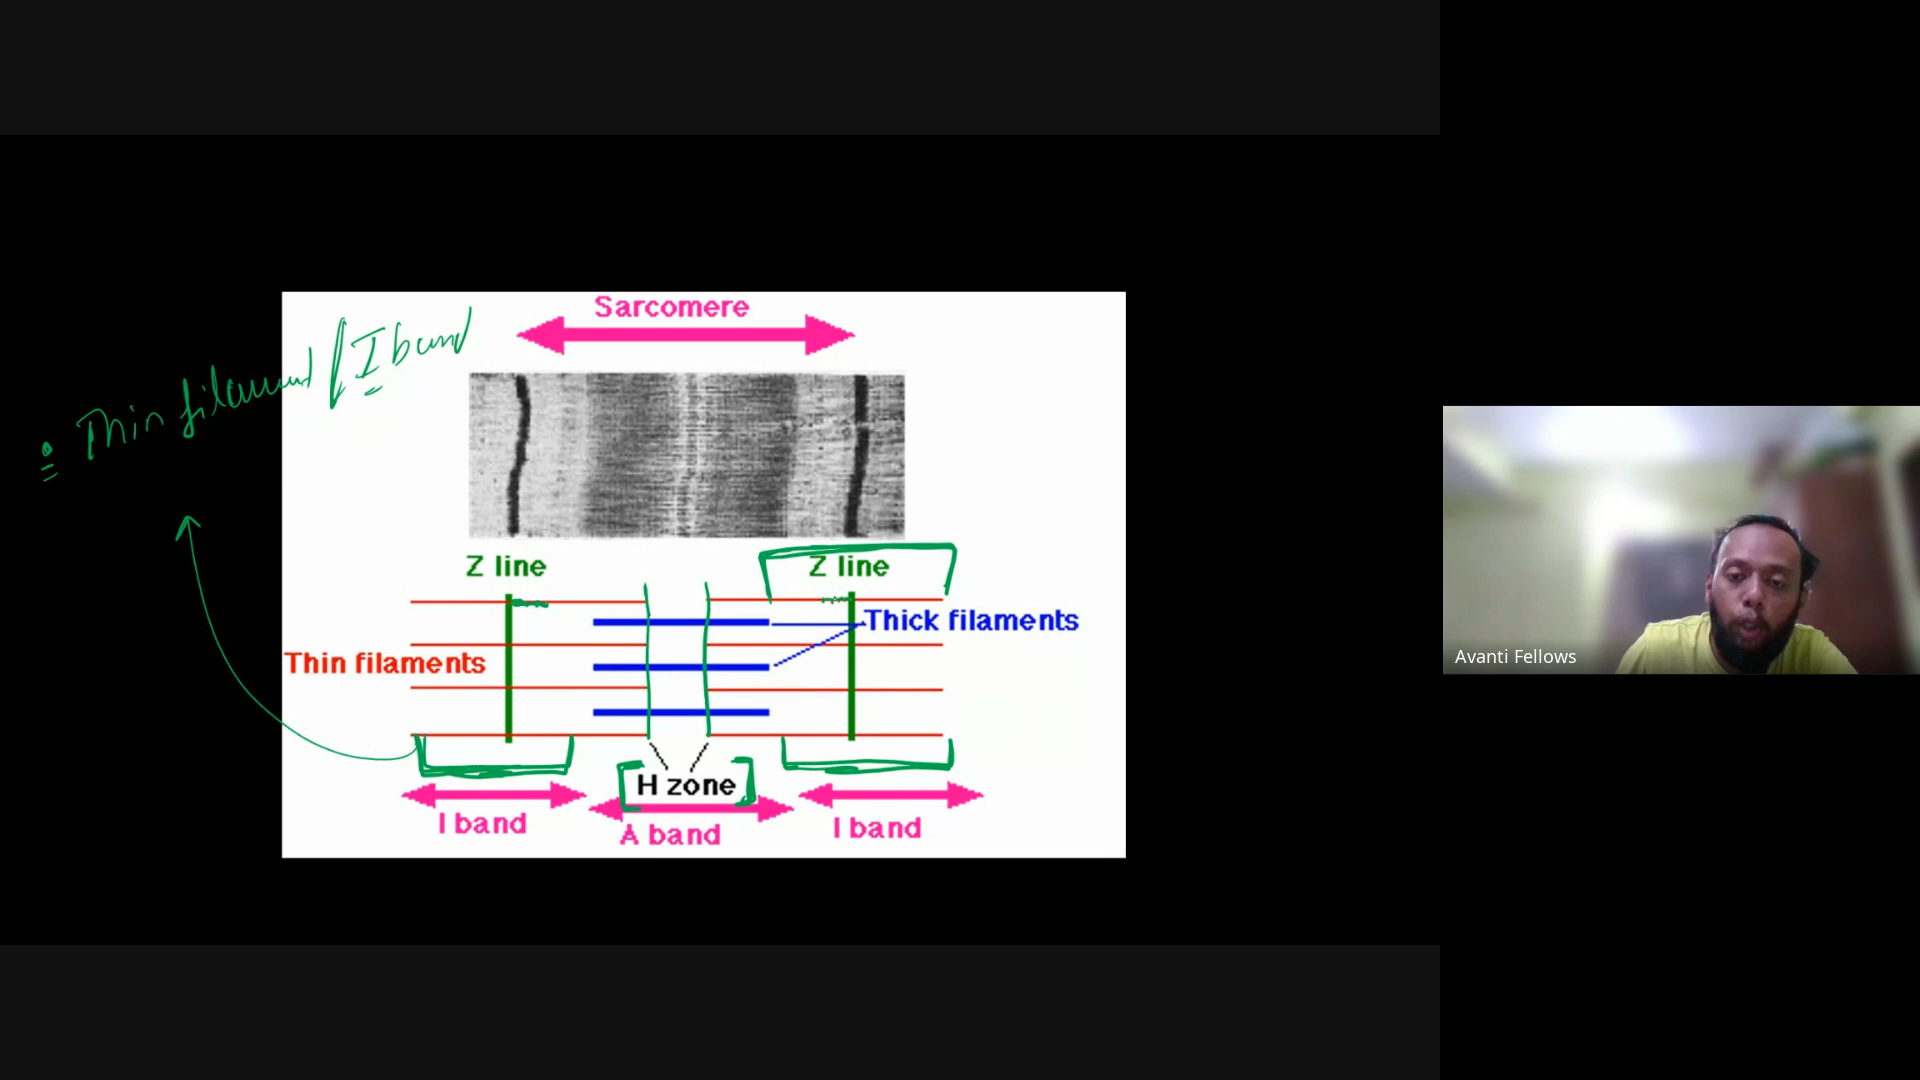 Sarcomere
Thin filament / I band
Z line
Z line
Thick filaments
Thin filaments
H zone
I band
A band
I band
Avanti Fellows